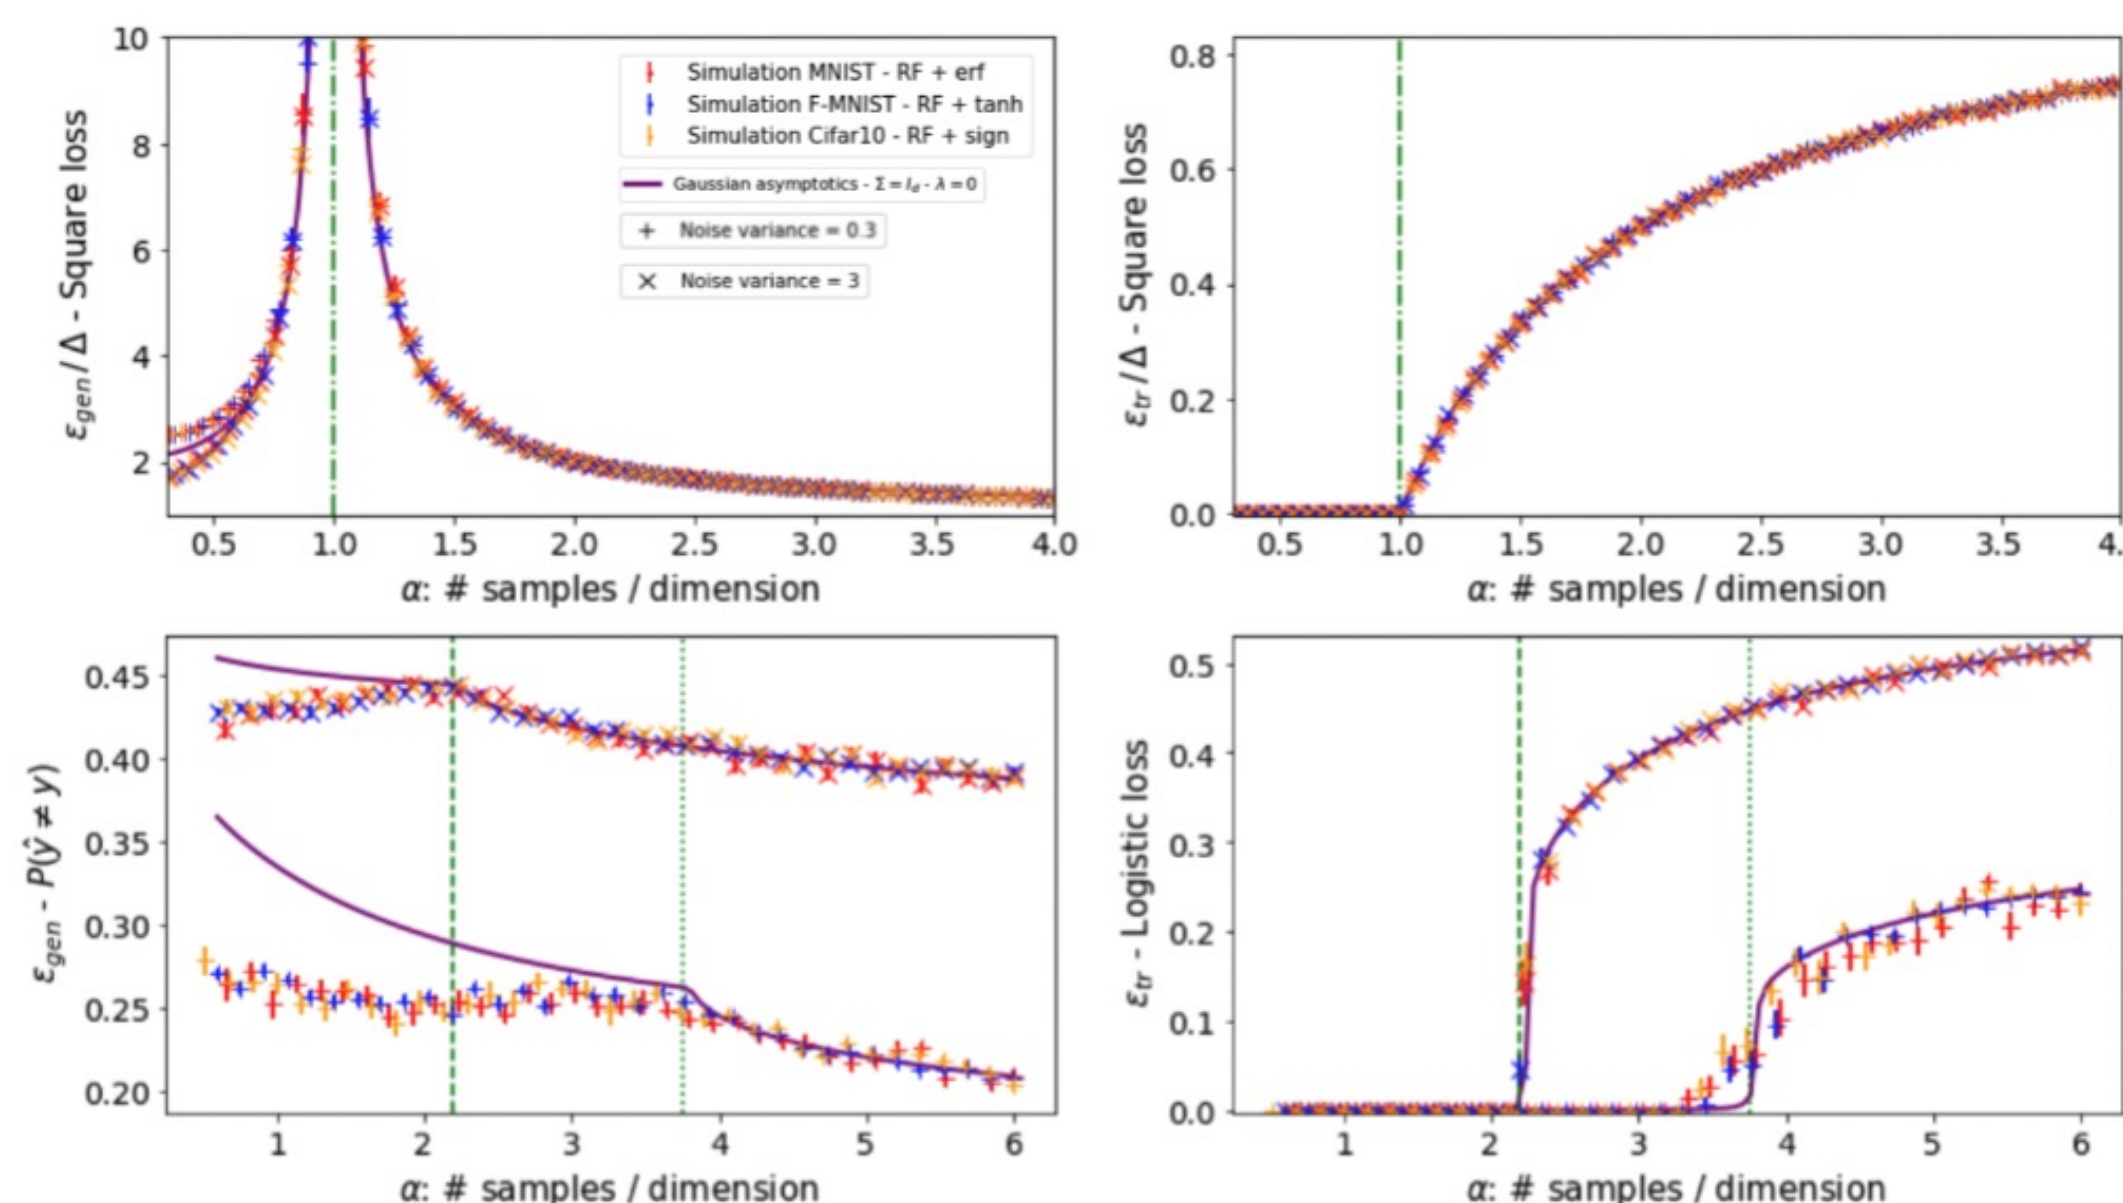 10
8
6
4
2
ε_gen/Δ - Square loss
Simulation MNIST - RF + erf
Simulation F-MNIST - RF + tanh
Simulation Cifar10 - RF + sign
Gaussian asymptotics - Σ = I_d - λ = 0
Noise variance = 0.3
Noise variance = 3
0.5 1.0 1.5 2.0 2.5 3.0 3.5 4.0
α: # samples / dimension
0.8
0.6
0.4
0.2
0.0
ε_tr/Δ - Square loss
0.5 1.0 1.5 2.0 2.5 3.0 3.5 4.
α: # samples / dimension
0.45
0.40
0.35
0.30
0.25
0.20
ε_gen - P(ŷ ≠ y)
1 2 3 4 5 6
α: # samples / dimension
0.5
0.4
0.3
0.2
0.1
0.0
ε_tr - Logistic loss
1 2 3 4 5 6
α: # samples / dimension